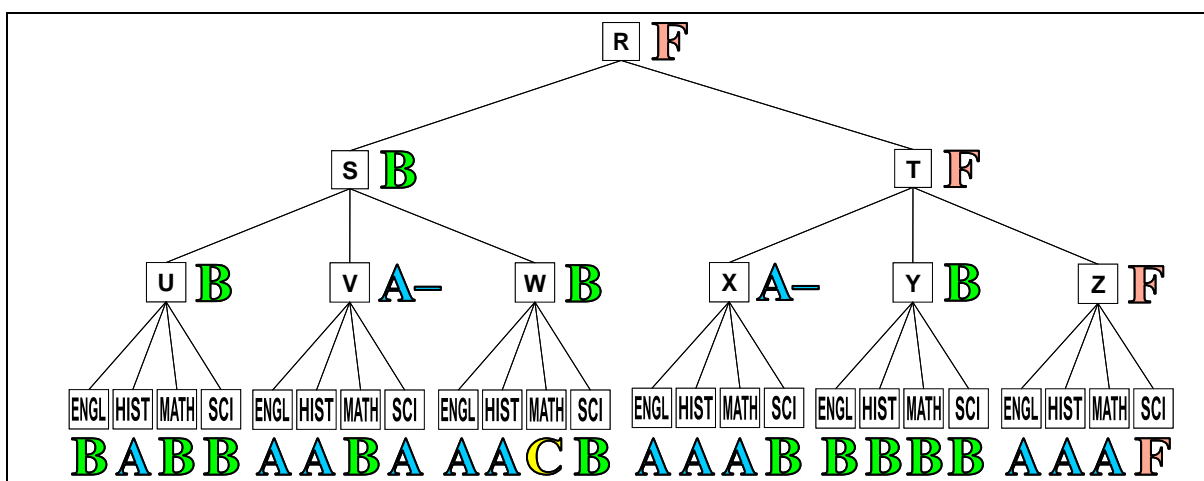 R F
S B T F
U B V A– W B X A– Y B Z F
ENGL HIST MATH SCI ENGL HIST MATH SCI ENGL HIST MATH SCI ENGL HIST MATH SCI ENGL HIST MATH SCI ENGL HIST MATH SCI
B A B B A A B A A A C B A A A B B B B B A A A F